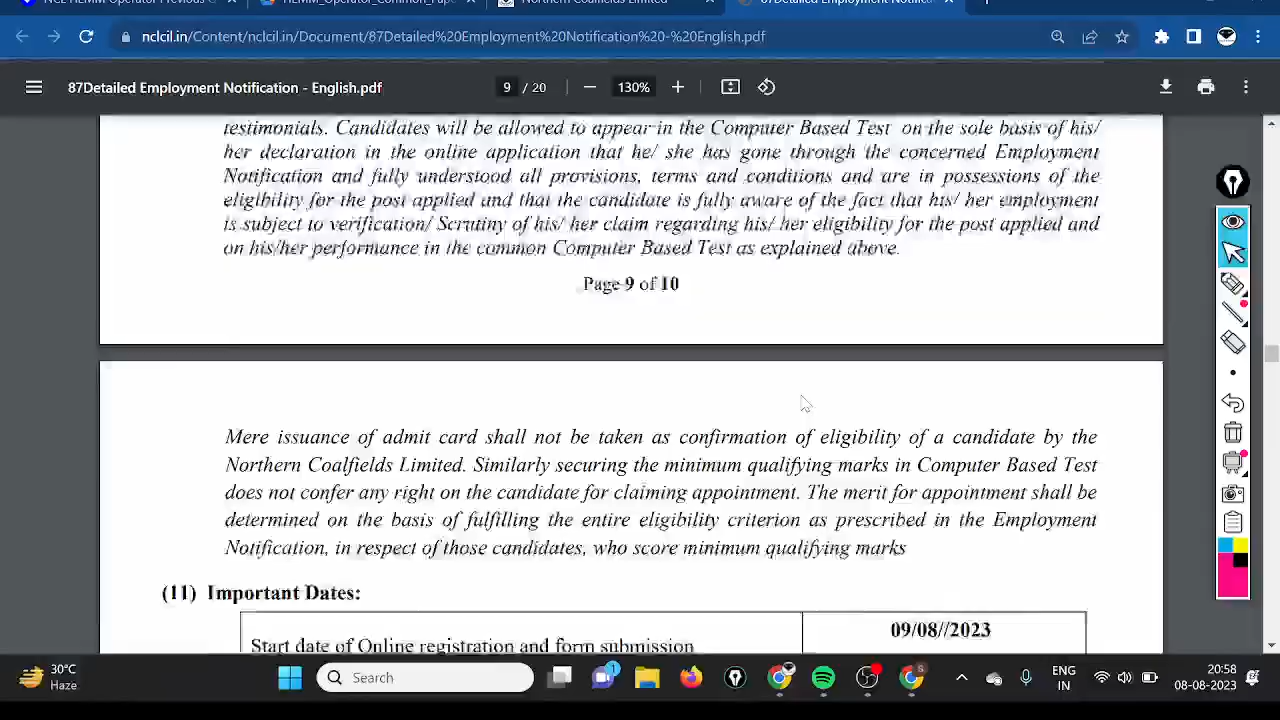 HEMM_Operator_Common_Pape
Northern Coalfields Limited
87Detailed Employment Notific
nclcil.in/Content/nclcil.in/Document/87Detailed%20Employment%20Notification%20-%20English.pdf
87Detailed Employment Notification - English.pdf
9 / 20
130%
testimonials. Candidates will be allowed to appear in the Computer Based Test on the sole basis of his/
her declaration in the online application that he/ she has gone through the concerned Employment
Notification and fully understood all provisions, terms and conditions and are in possessions of the
eligibility for the post applied and that the candidate is fully aware of the fact that his/ her employment
is subject to verification/ Scrutiny of his/ her claim regarding his/ her eligibility for the post applied and
on his/her performance in the common Computer Based Test as explained above.
Page 9 of 10
Mere issuance of admit card shall not be taken as confirmation of eligibility of a candidate by the
Northern Coalfields Limited. Similarly securing the minimum qualifying marks in Computer Based Test
does not confer any right on the candidate for claiming appointment. The merit for appointment shall be
determined on the basis of fulfilling the entire eligibility criterion as prescribed in the Employment
Notification, in respect of those candidates, who score minimum qualifying marks
(11) Important Dates:
Start date of Online registration and form submission
09/08//2023
30°C
Haze
Search
ENG
IN
20:58
08-08-2023